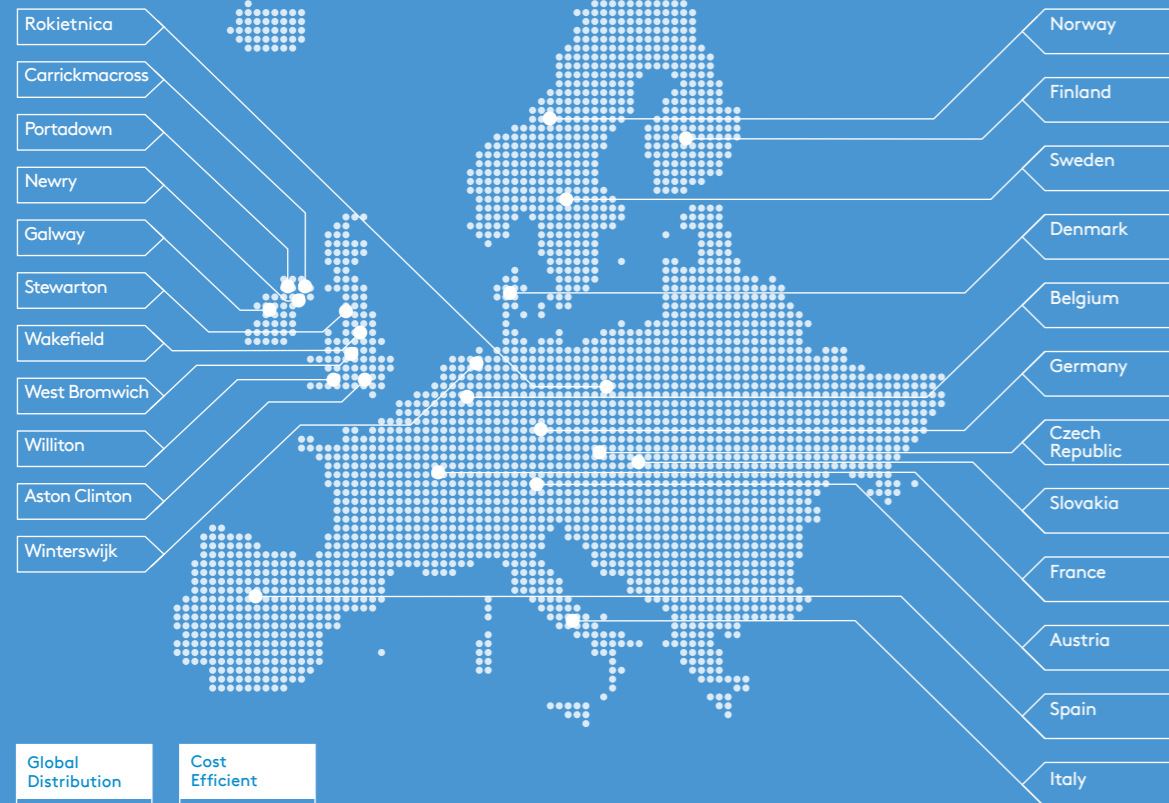 Rokietnica
Carrickmacross
Portadown
Newry
Galway
Stewarton
Wakefield
West Bromwich
Williton
Aston Clinton
Winterswijk
Norway
Finland
Sweden
Denmark
Belgium
Germany
Czech
Republic
Slovakia
France
Austria
Spain
Italy
Global
Distribution
Cost
Efficient